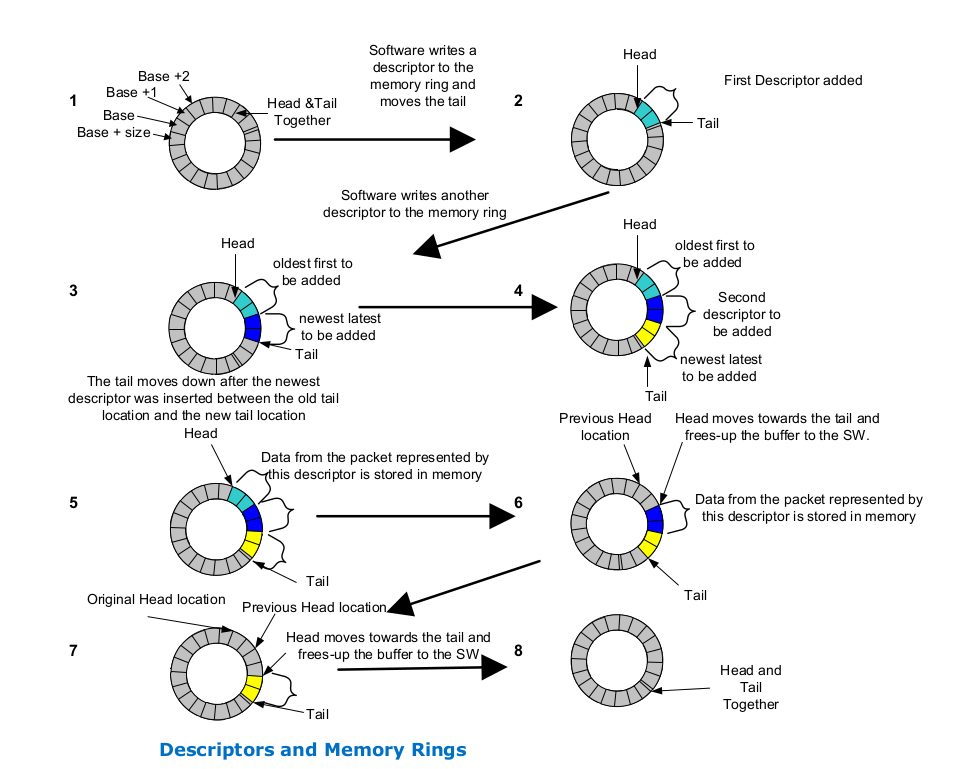 Software writes a
descriptor to the
memory ring and
moves the tail
1
Base +2
Base +1
Base
Base + size
Head &Tail
Together
2
Head
First Descriptor added
Tail
Software writes another
descriptor to the memory ring
3
Head
oldest first to
be added
newest latest
to be added
Tail
The tail moves down after the newest
descriptor was inserted between the old tail
location and the new tail location
4
Head
oldest first to
be added
Second
descriptor to
be added
newest latest
to be added
Tail
5
Head
Data from the packet represented by
this descriptor is stored in memory
Tail
6
Previous Head
location
Head moves towards the tail and
frees-up the buffer to the SW.
Data from the packet represented by
this descriptor is stored in memory
Tail
7
Original Head location
Previous Head location
Head moves towards the tail and
frees-up the buffer to the SW
Tail
8
Head and
Tail
Together
Descriptors and Memory Rings